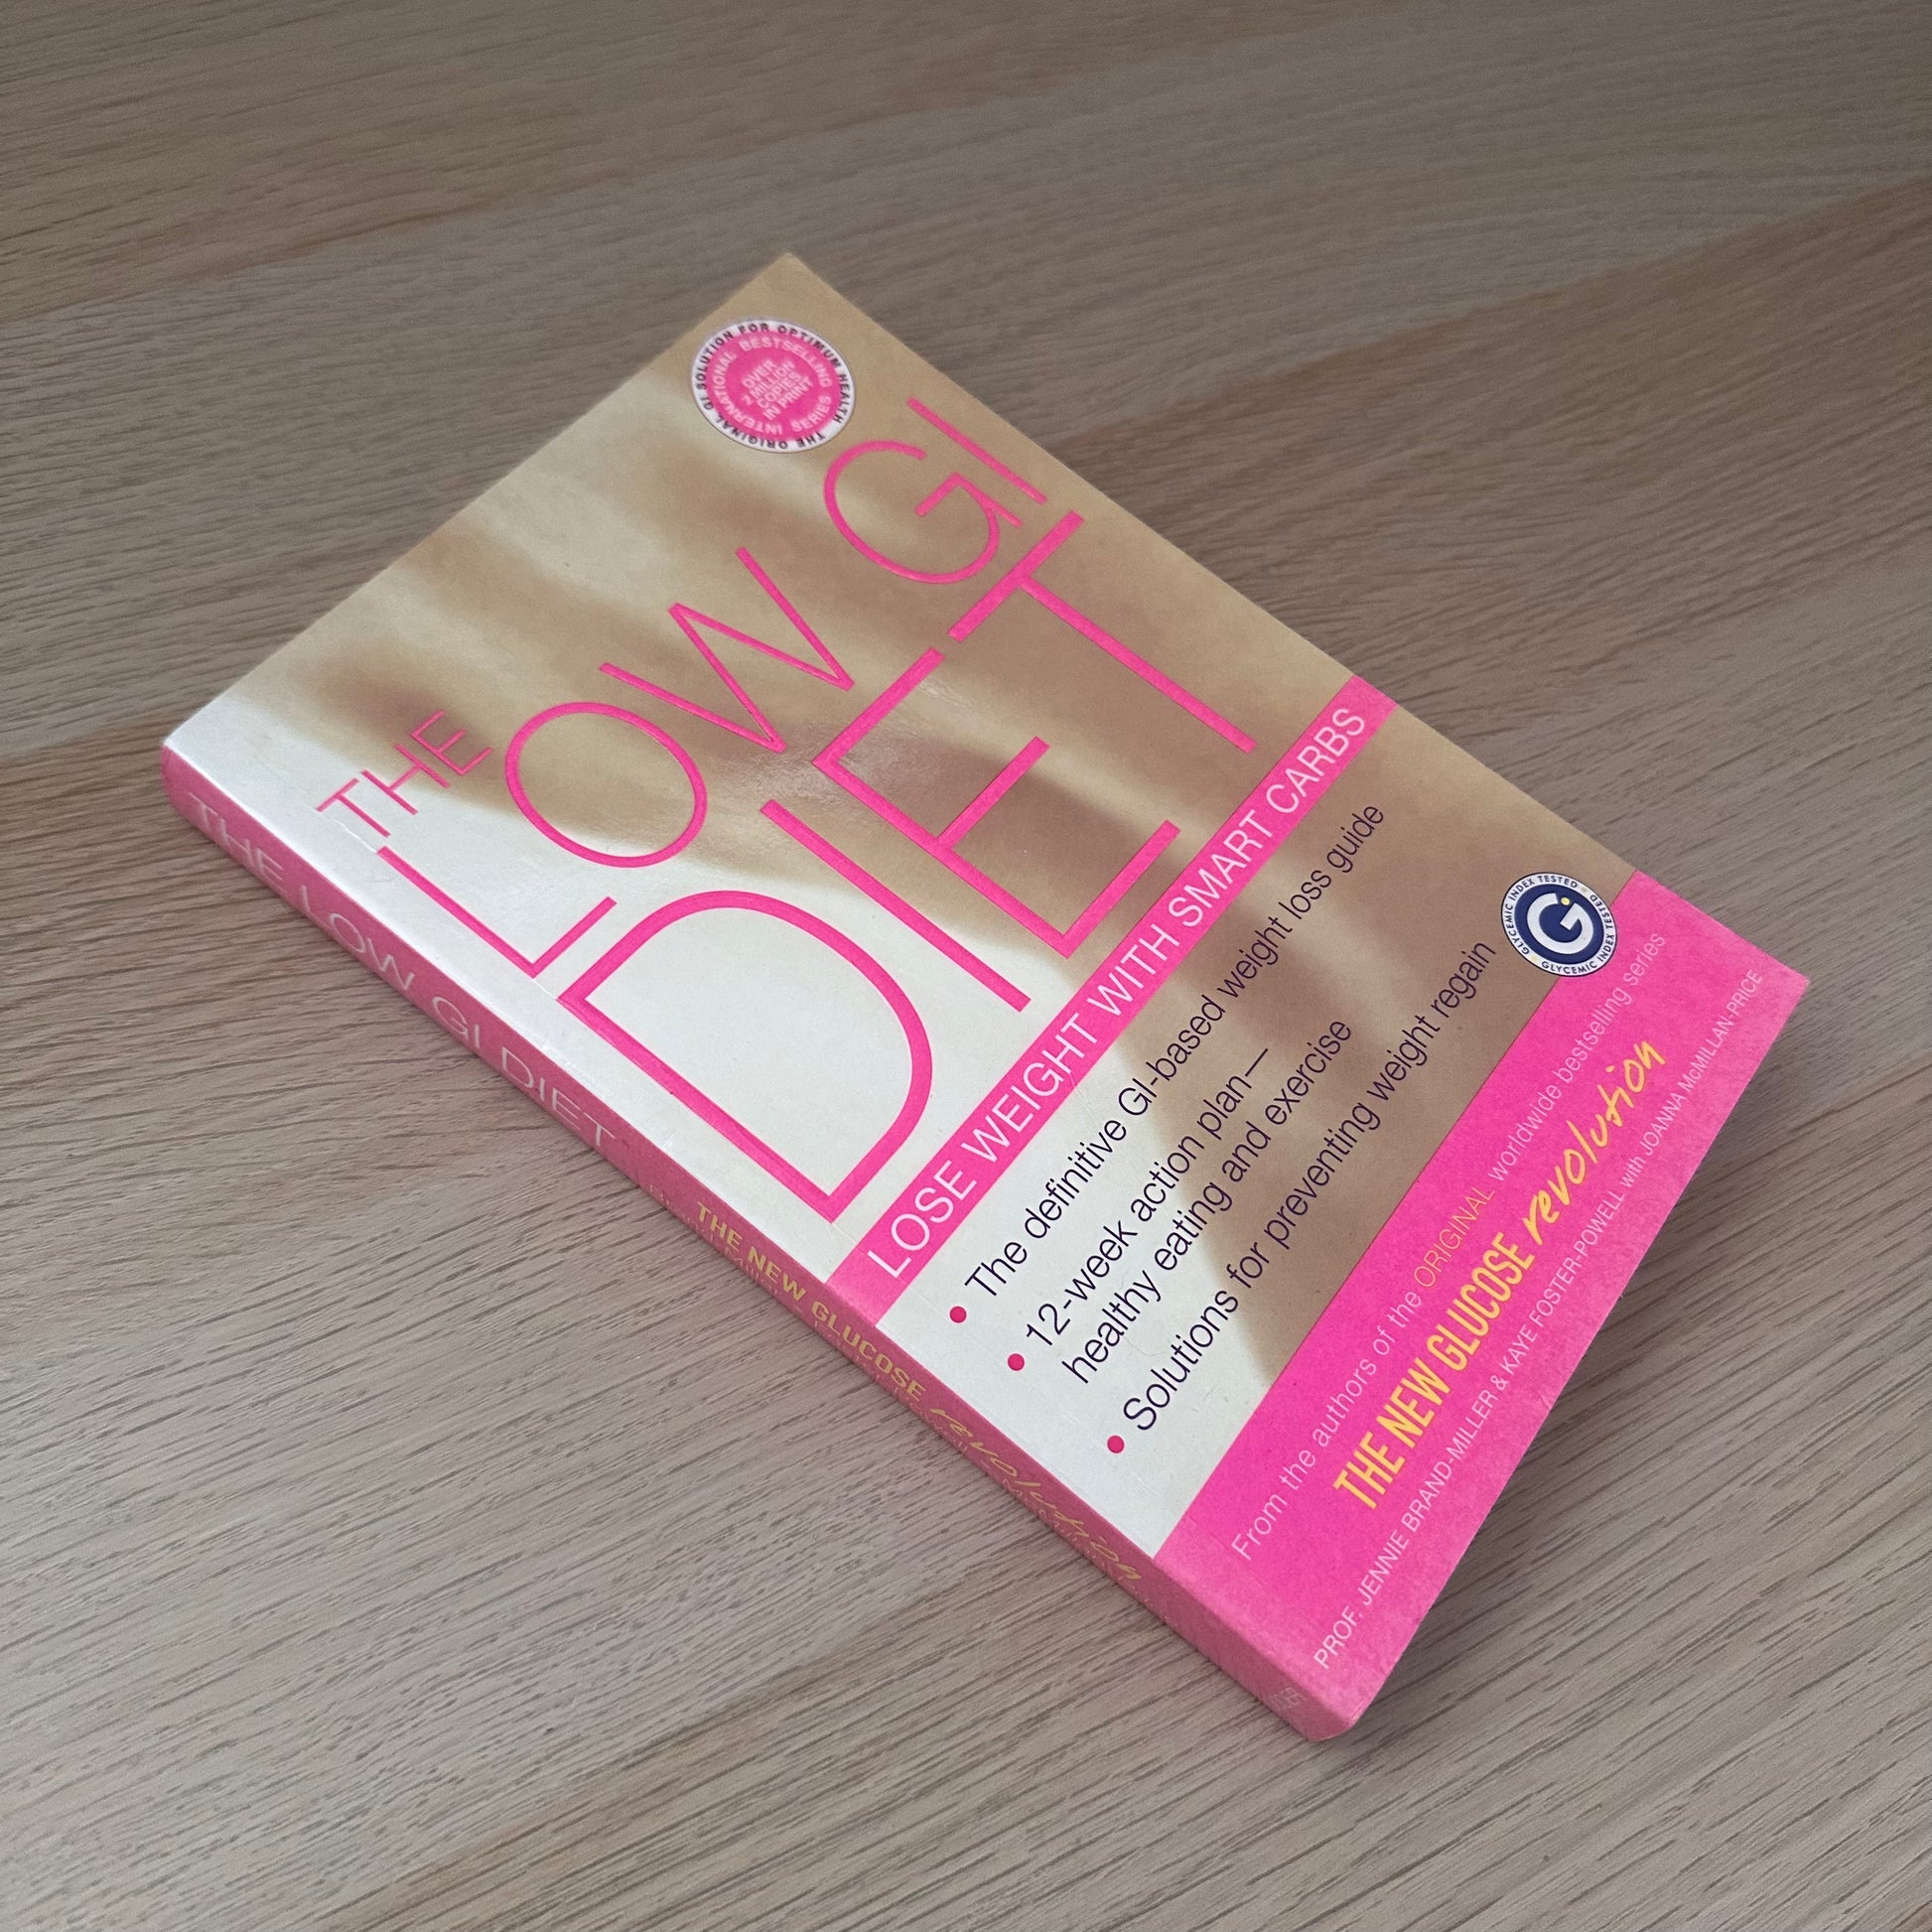 THE ORIGINAL GI SOLUTION FOR OPTIMUM HEALTH
INTERNATIONAL BESTSELLING SERIES
OVER
2 MILLION
COPIES
IN PRINT
THE LOW GI
DIET
LOSE WEIGHT WITH SMART CARBS
• The definitive GI-based weight loss guide
• 12-week action plan—
healthy eating and exercise
• Solutions for preventing weight regain
GLYCEMIC INDEX TESTED • GLYCEMIC INDEX TESTED •
G
From the authors of the ORIGINAL worldwide bestselling series
THE NEW GLUCOSE revolution
PROF. JENNIE BRAND-MILLER & KAYE FOSTER-POWELL with JOANNA McMILLAN-PRICE
THE LOW GI DIET
THE NEW GLUCOSE revolution